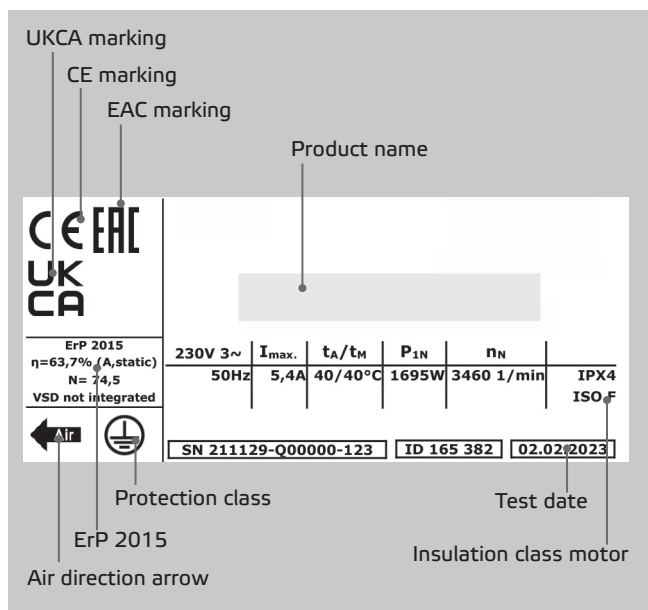 UKCA marking
CE marking
EAC marking
Product name
CE EAC
UK
CA
ErP 2015
η=63,7% (A,static)
N= 74,5
VSD not integrated
230V 3~ Imax. tA/tM P1N nN
50Hz 5,4A 40/40°C 1695W 3460 1/min IPX4
ISO F
Air
SN 211129-Q00000-123 ID 165 382 02.02.2023
Protection class
Test date
ErP 2015
Insulation class motor
Air direction arrow